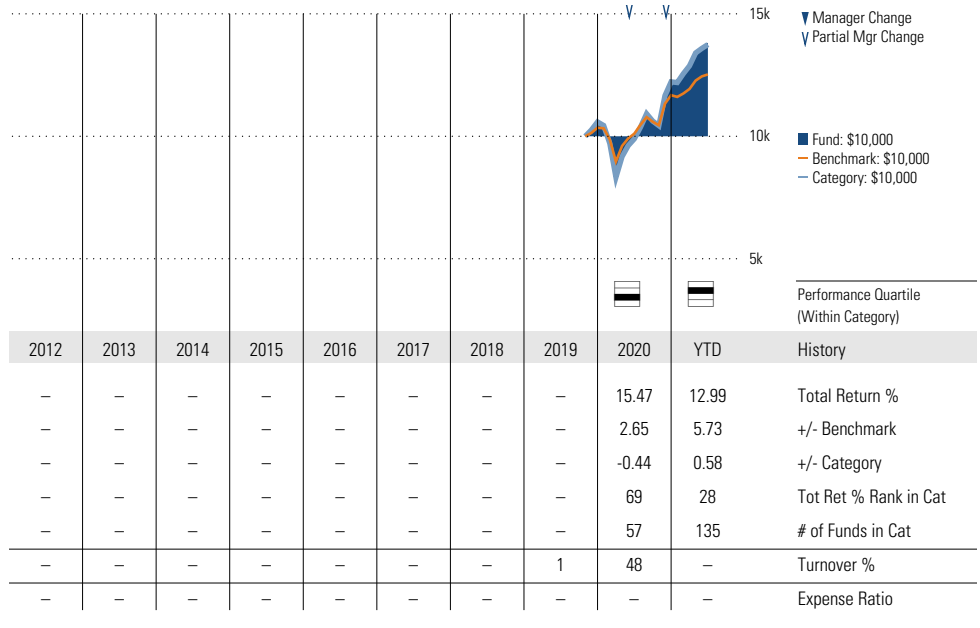 15k
▼ Manager Change
∨ Partial Mgr Change
10k
Fund: $10,000
Benchmark: $10,000
Category: $10,000
5k
Performance Quartile
(Within Category)
2012 2013 2014 2015 2016 2017 2018 2019 2020 YTD History
– – – – – – – – 15.47 12.99 Total Return %
– – – – – – – – 2.65 5.73 +/- Benchmark
– – – – – – – – -0.44 0.58 +/- Category
– – – – – – – – 69 28 Tot Ret % Rank in Cat
– – – – – – – – 57 135 # of Funds in Cat
– – – – – – – 1 48 – Turnover %
– – – – – – – – – – Expense Ratio